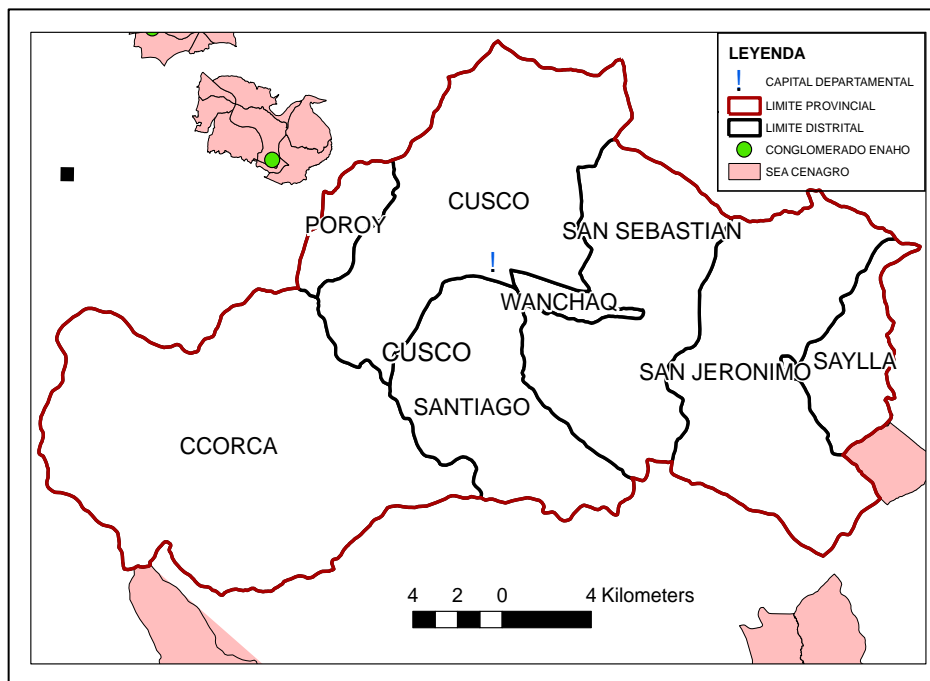 LEYENDA
! CAPITAL DEPARTAMENTAL
LIMITE PROVINCIAL
LIMITE DISTRITAL
CONGLOMERADO ENAHO
SEA CENAGRO
CUSCO
POROY
SAN SEBASTIAN
!
WANCHAQ
CUSCO
SAYLLA
SAN JERONIMO
SANTIAGO
CCORCA
4 2 0 4 Kilometers